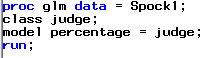 proc glm data = Spock1;
class judge;
model percentage = judge;
run;